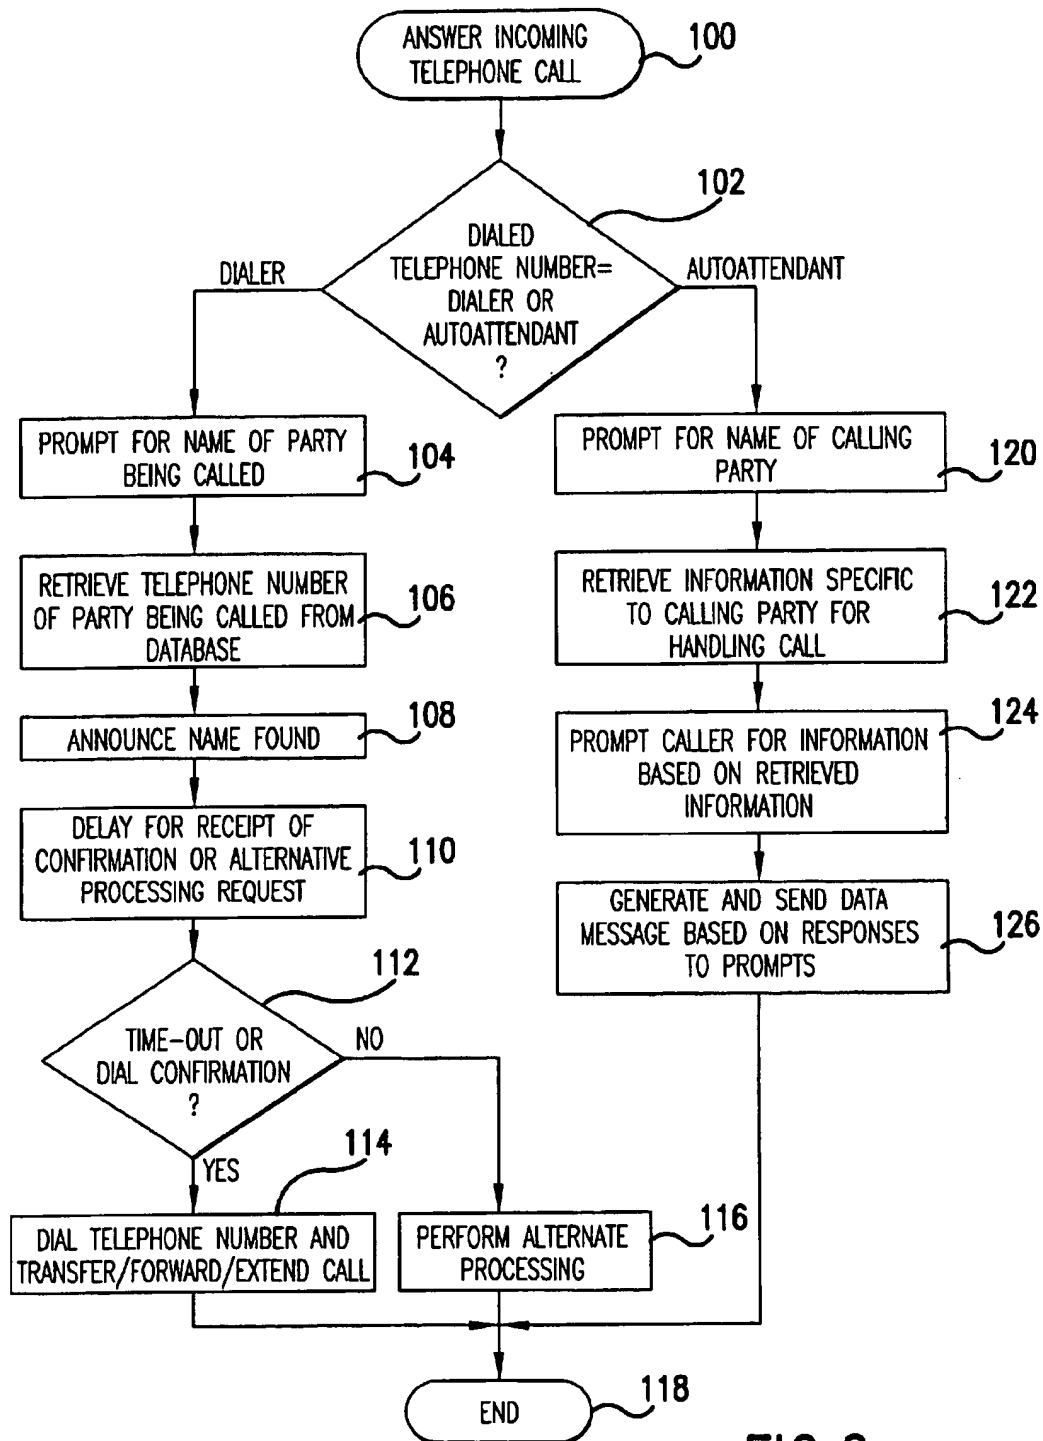 ANSWER INCOMING
TELEPHONE CALL
100
102
DIALED
TELEPHONE NUMBER=
DIALER OR
AUTOATTENDANT
?
DIALER
AUTOATTENDANT
PROMPT FOR NAME OF PARTY
BEING CALLED
104
RETRIEVE TELEPHONE NUMBER
OF PARTY BEING CALLED FROM
DATABASE
106
ANNOUNCE NAME FOUND
108
DELAY FOR RECEIPT OF
CONFIRMATION OR ALTERNATIVE
PROCESSING REQUEST
110
112
TIME-OUT OR
DIAL CONFIRMATION
?
NO
YES
114
DIAL TELEPHONE NUMBER AND
TRANSFER/FORWARD/EXTEND CALL
PERFORM ALTERNATE
PROCESSING
116
PROMPT FOR NAME OF CALLING
PARTY
120
RETRIEVE INFORMATION SPECIFIC
TO CALLING PARTY FOR
HANDLING CALL
122
PROMPT CALLER FOR INFORMATION
BASED ON RETRIEVED
INFORMATION
124
GENERATE AND SEND DATA
MESSAGE BASED ON RESPONSES
TO PROMPTS
126
END
118